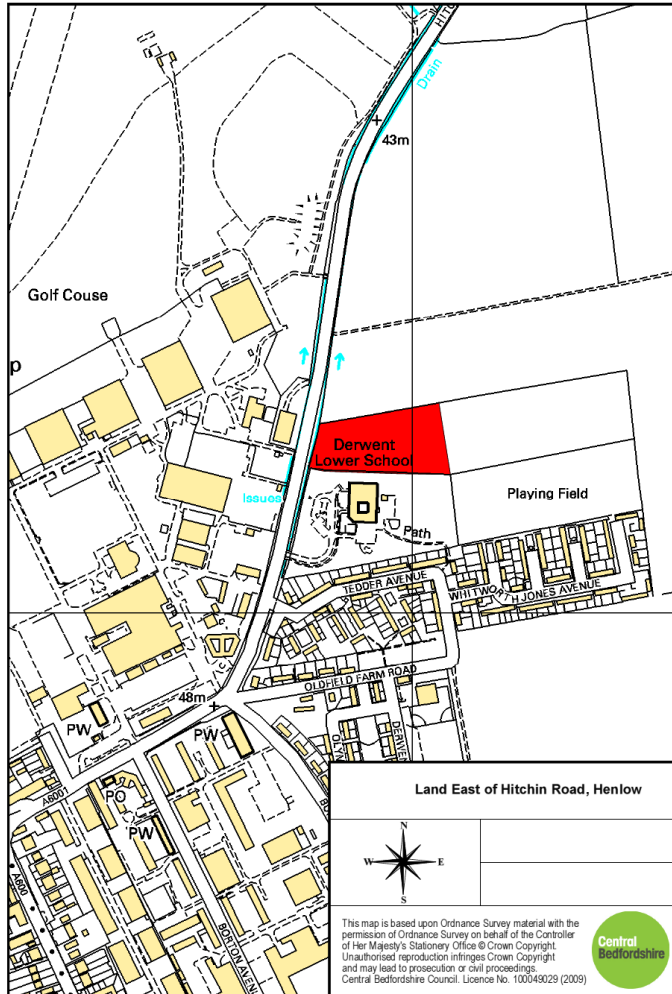 HITC
Drain
43m
Golf Couse
p
Derwent
Lower School
Issues
Playing Field
Path
TEDDER AVENUE
WHITWORTH JONES AVENUE
OLDFIELD FARM ROAD
48m
PW
PW
OLYN
DERWEN
A6001
PO
PW
A600
BORTON AVENUE
BO
Land East of Hitchin Road, Henlow
N
W
E
S
This map is based upon Ordnance Survey material with the
permission of Ordnance Survey on behalf of the Controller
of Her Majesty's Stationery Office © Crown Copyright.
Unauthorised reproduction infringes Crown Copyright
and may lead to prosecution or civil proceedings.
Central Bedfordshire Council. Licence No. 100049029 (2009)
Central
Bedfordshire